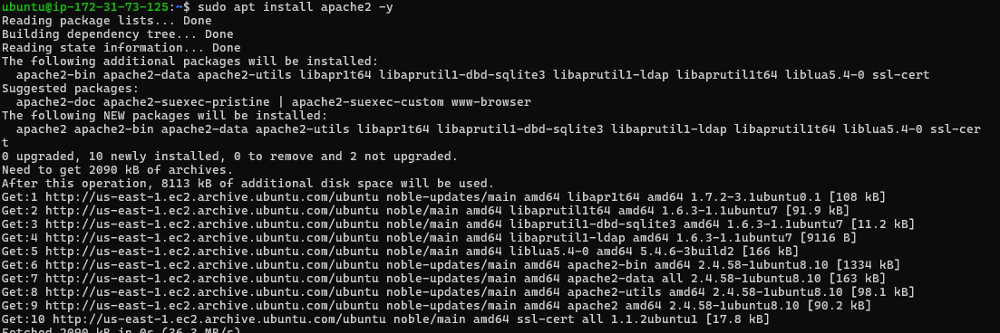 ubuntu@ip-172-31-73-125:~$ sudo apt install apache2 -y
Reading package lists... Done
Building dependency tree... Done
Reading state information... Done
The following additional packages will be installed:
  apache2-bin apache2-data apache2-utils libapr1t64 libaprutil1-dbd-sqlite3 libaprutil1-ldap libaprutil1t64 liblua5.4-0 ssl-cert
Suggested packages:
  apache2-doc apache2-suexec-pristine | apache2-suexec-custom www-browser
The following NEW packages will be installed:
  apache2 apache2-bin apache2-data apache2-utils libapr1t64 libaprutil1-dbd-sqlite3 libaprutil1-ldap libaprutil1t64 liblua5.4-0 ssl-cer
t
0 upgraded, 10 newly installed, 0 to remove and 2 not upgraded.
Need to get 2090 kB of archives.
After this operation, 8113 kB of additional disk space will be used.
Get:1 http://us-east-1.ec2.archive.ubuntu.com/ubuntu noble-updates/main amd64 libapr1t64 amd64 1.7.2-3.1ubuntu0.1 [108 kB]
Get:2 http://us-east-1.ec2.archive.ubuntu.com/ubuntu noble/main amd64 libaprutil1t64 amd64 1.6.3-1.1ubuntu7 [91.9 kB]
Get:3 http://us-east-1.ec2.archive.ubuntu.com/ubuntu noble/main amd64 libaprutil1-dbd-sqlite3 amd64 1.6.3-1.1ubuntu7 [11.2 kB]
Get:4 http://us-east-1.ec2.archive.ubuntu.com/ubuntu noble/main amd64 libaprutil1-ldap amd64 1.6.3-1.1ubuntu7 [9116 B]
Get:5 http://us-east-1.ec2.archive.ubuntu.com/ubuntu noble/main amd64 liblua5.4-0 amd64 5.4.6-3build2 [166 kB]
Get:6 http://us-east-1.ec2.archive.ubuntu.com/ubuntu noble-updates/main amd64 apache2-bin amd64 2.4.58-1ubuntu8.10 [1334 kB]
Get:7 http://us-east-1.ec2.archive.ubuntu.com/ubuntu noble-updates/main amd64 apache2-data all 2.4.58-1ubuntu8.10 [163 kB]
Get:8 http://us-east-1.ec2.archive.ubuntu.com/ubuntu noble-updates/main amd64 apache2-utils amd64 2.4.58-1ubuntu8.10 [98.1 kB]
Get:9 http://us-east-1.ec2.archive.ubuntu.com/ubuntu noble-updates/main amd64 apache2 amd64 2.4.58-1ubuntu8.10 [90.2 kB]
Get:10 http://us-east-1.ec2.archive.ubuntu.com/ubuntu noble/main amd64 ssl-cert all 1.1.2ubuntu1 [17.8 kB]
Fetched 2090 kB in 0s (36.3 MB/s)